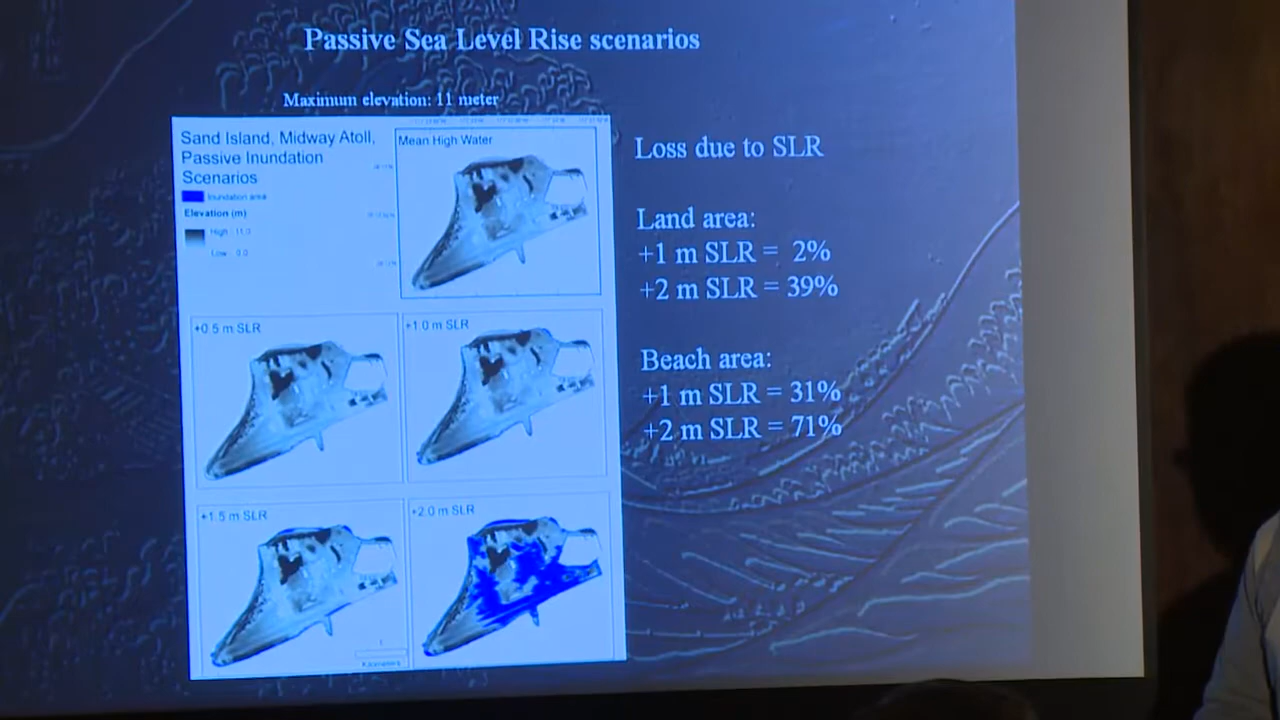 Passive Sea Level Rise scenarios
Maximum elevation: 11 meter
Sand Island, Midway Atoll,
Passive Inundation
Scenarios
Inundation area
Elevation (m)
High - 11.0
Low 0.0
Mean High Water
+0.5 m SLR
+1.0 m SLR
+1.5 m SLR
+2.0 m SLR
Kilometers
Loss due to SLR
Land area:
+1 m SLR = 2%
+2 m SLR = 39%
Beach area:
+1 m SLR = 31%
+2 m SLR = 71%